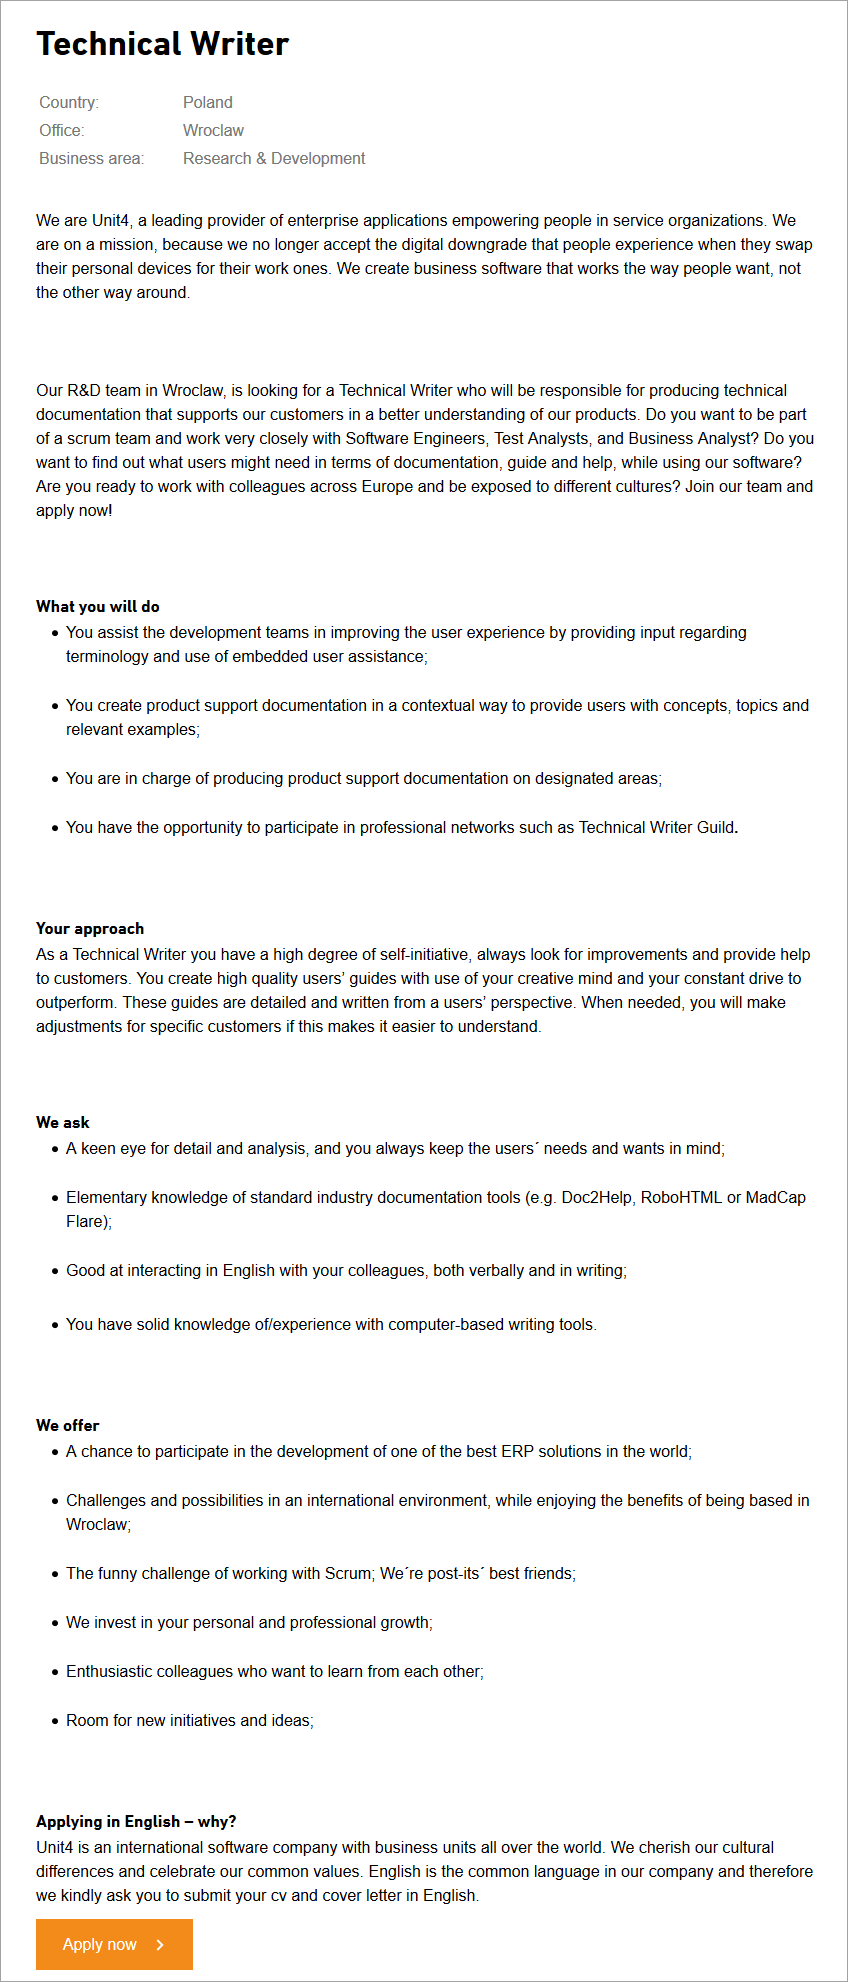 Technical Writer
Country: Poland
Office: Wroclaw
Business area: Research & Development
We are Unit4, a leading provider of enterprise applications empowering people in service organizations. We
are on a mission, because we no longer accept the digital downgrade that people experience when they swap
their personal devices for their work ones. We create business software that works the way people want, not
the other way around.
Our R&D team in Wroclaw, is looking for a Technical Writer who will be responsible for producing technical
documentation that supports our customers in a better understanding of our products. Do you want to be part
of a scrum team and work very closely with Software Engineers, Test Analysts, and Business Analyst? Do you
want to find out what users might need in terms of documentation, guide and help, while using our software?
Are you ready to work with colleagues across Europe and be exposed to different cultures? Join our team and
apply now!
What you will do
• You assist the development teams in improving the user experience by providing input regarding
terminology and use of embedded user assistance;
• You create product support documentation in a contextual way to provide users with concepts, topics and
relevant examples;
• You are in charge of producing product support documentation on designated areas;
• You have the opportunity to participate in professional networks such as Technical Writer Guild.
Your approach
As a Technical Writer you have a high degree of self-initiative, always look for improvements and provide help
to customers. You create high quality users’ guides with use of your creative mind and your constant drive to
outperform. These guides are detailed and written from a users’ perspective. When needed, you will make
adjustments for specific customers if this makes it easier to understand.
We ask
• A keen eye for detail and analysis, and you always keep the users´ needs and wants in mind;
• Elementary knowledge of standard industry documentation tools (e.g. Doc2Help, RoboHTML or MadCap
Flare);
• Good at interacting in English with your colleagues, both verbally and in writing;
• You have solid knowledge of/experience with computer-based writing tools.
We offer
• A chance to participate in the development of one of the best ERP solutions in the world;
• Challenges and possibilities in an international environment, while enjoying the benefits of being based in
Wroclaw;
• The funny challenge of working with Scrum; We´re post-its´ best friends;
• We invest in your personal and professional growth;
• Enthusiastic colleagues who want to learn from each other;
• Room for new initiatives and ideas;
Applying in English – why?
Unit4 is an international software company with business units all over the world. We cherish our cultural
differences and celebrate our common values. English is the common language in our company and therefore
we kindly ask you to submit your cv and cover letter in English.
Apply now